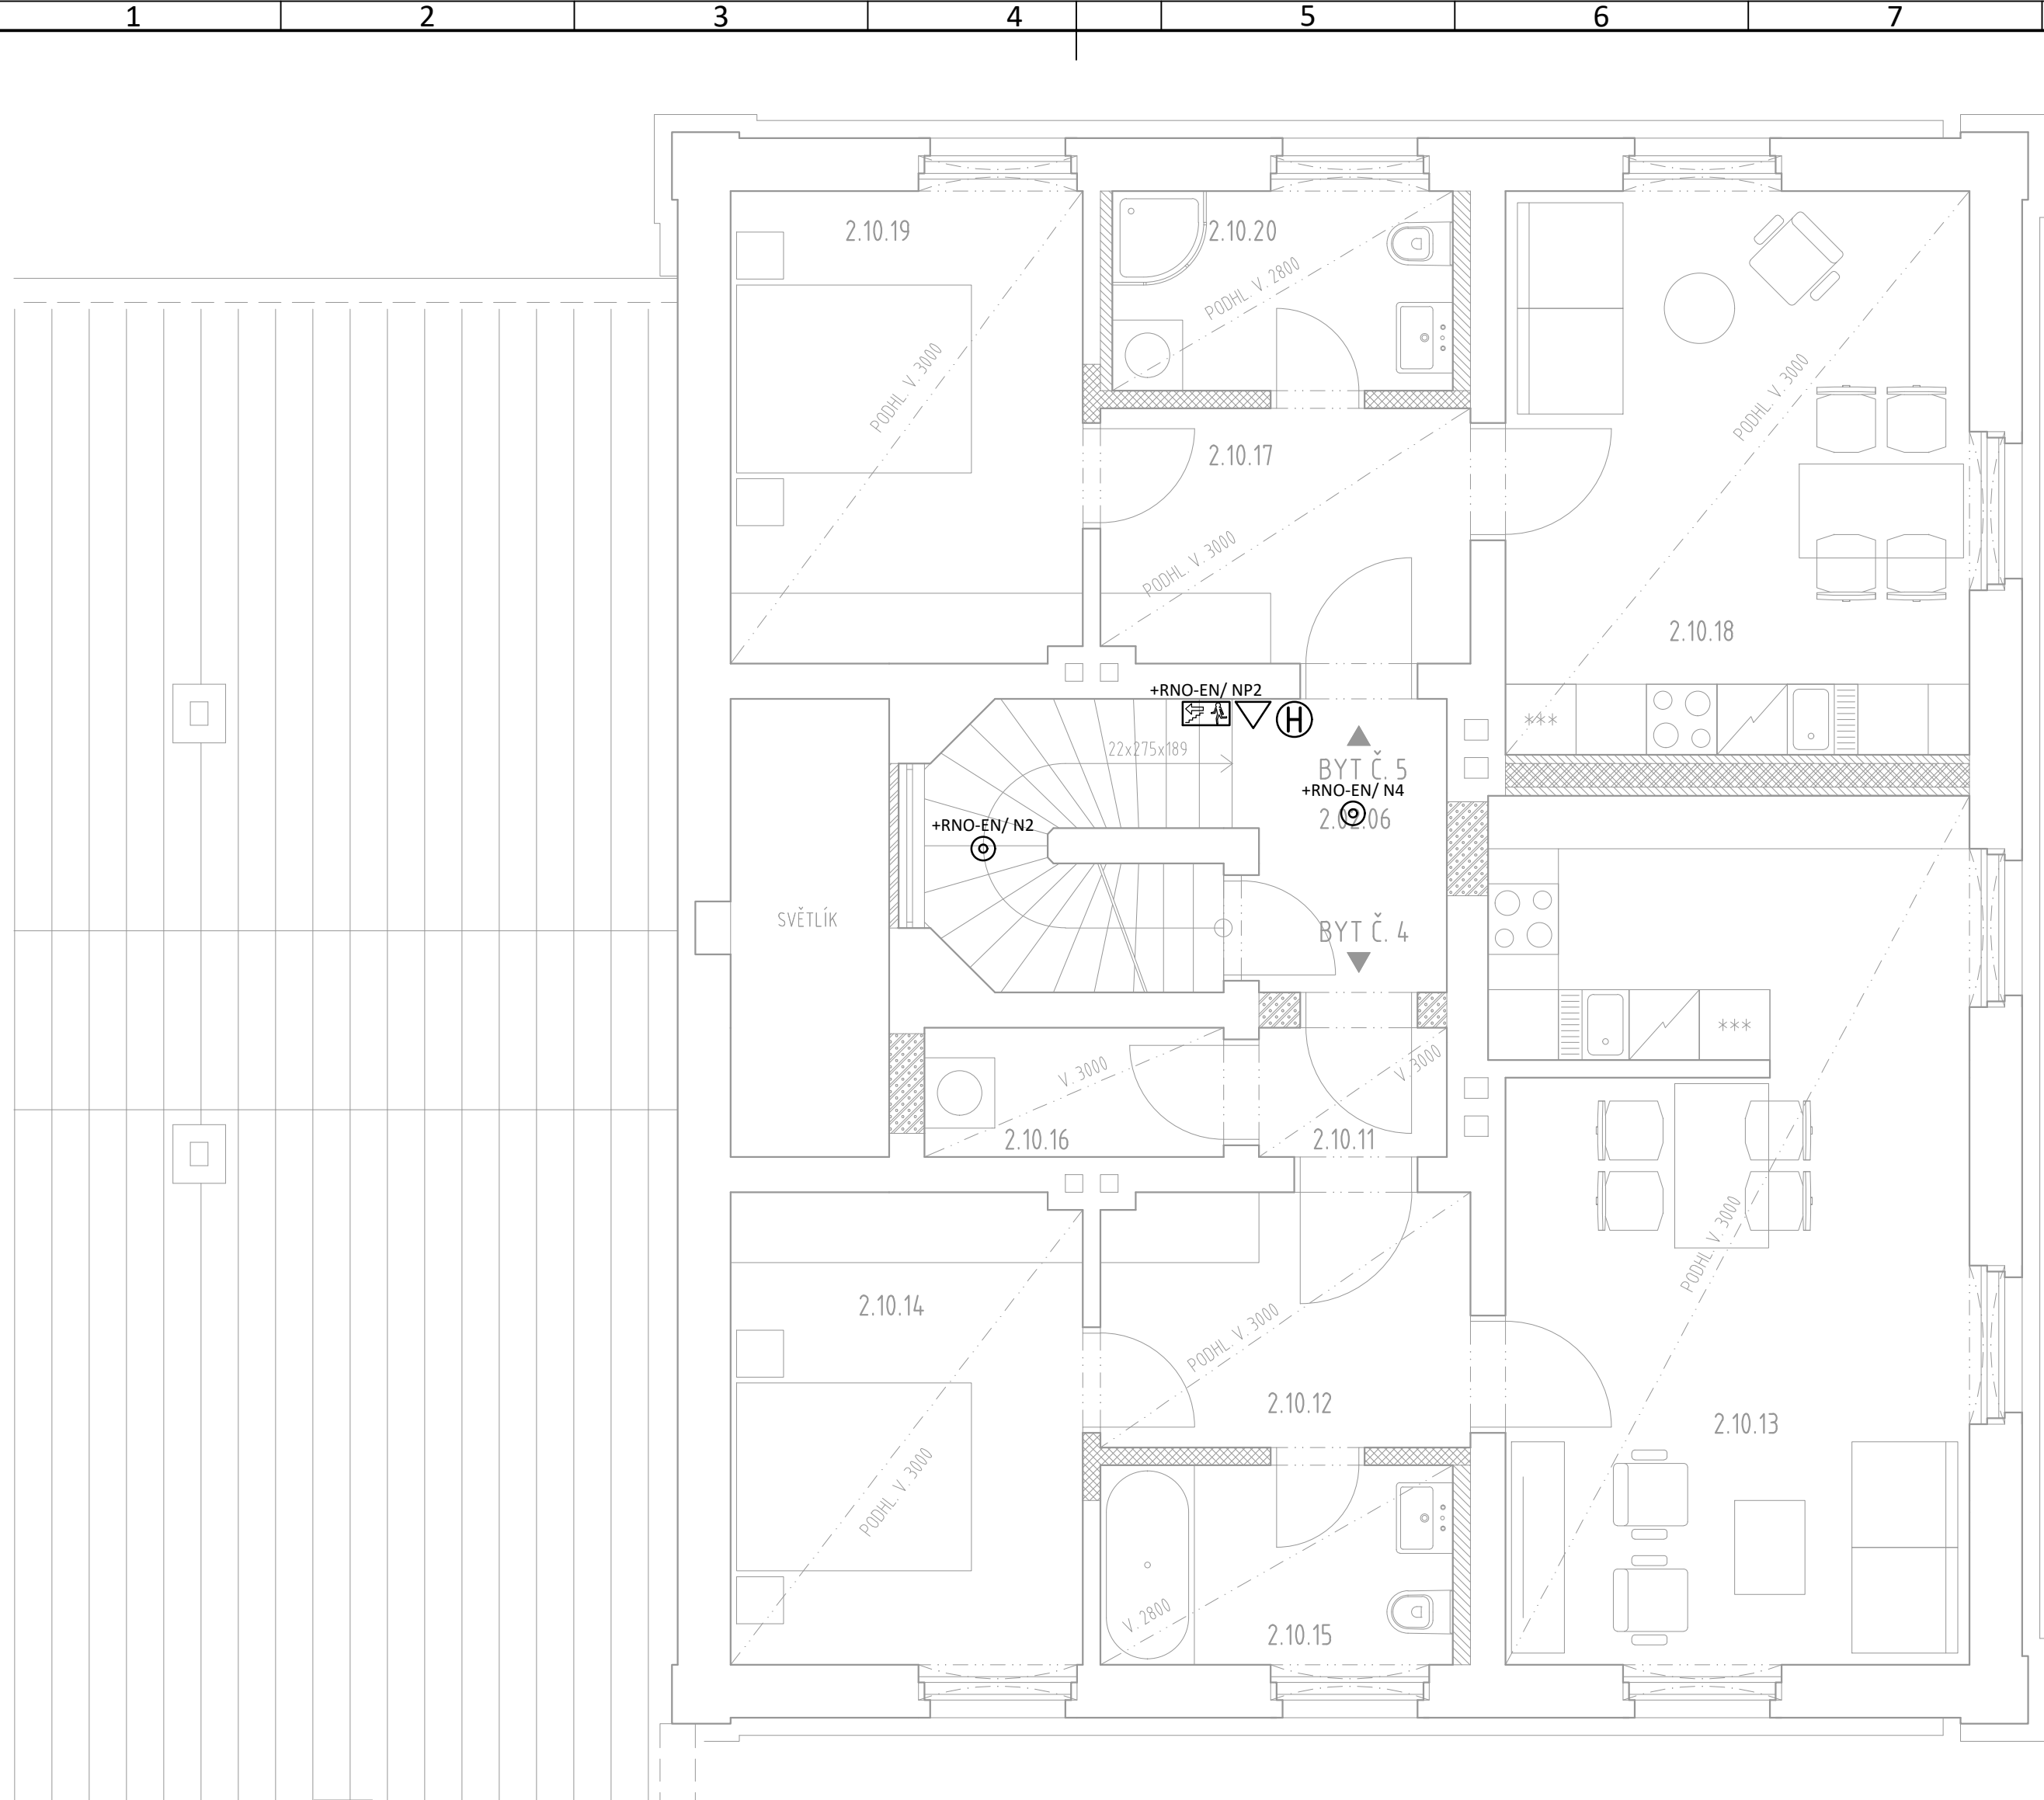 1 2 3 4 5 6 7
2.10.19
2.10.20
PODHL. V. 2800
PODHL. V. 3000
PODHL. V. 3000
2.10.17
PODHL. V. 3000
2.10.18
+RNO-EN/ NP2
H
***
22x275x189
BYT Č. 5
+RNO-EN/ N4
2.02.06
+RNO-EN/ N2
SVĚTLÍK
BYT Č. 4
***
V. 3000
V. 3000
2.10.16
2.10.11
PODHL. V. 3000
2.10.14
PODHL. V. 3000
2.10.12
2.10.13
PODHL. V. 3000
V. 2800
2.10.15